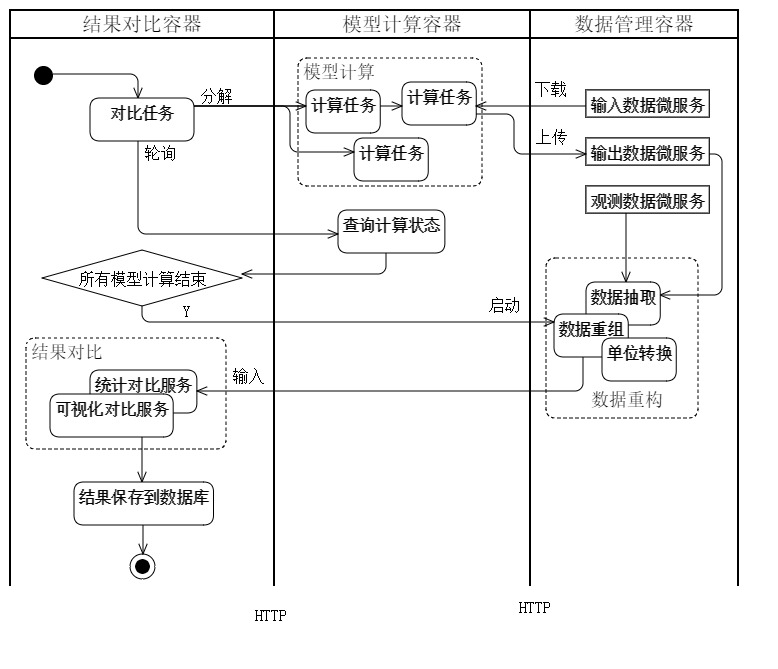 结果对比容器
模型计算容器
数据管理容器
模型计算
对比任务
分解
计算任务
计算任务
下载
输入数据微服务
轮询
计算任务
上传
输出数据微服务
观测数据微服务
查询计算状态
所有模型计算结束
Y
启动
数据抽取
数据重组
单位转换
数据重构
结果对比
输入
统计对比服务
可视化对比服务
结果保存到数据库
HTTP
HTTP